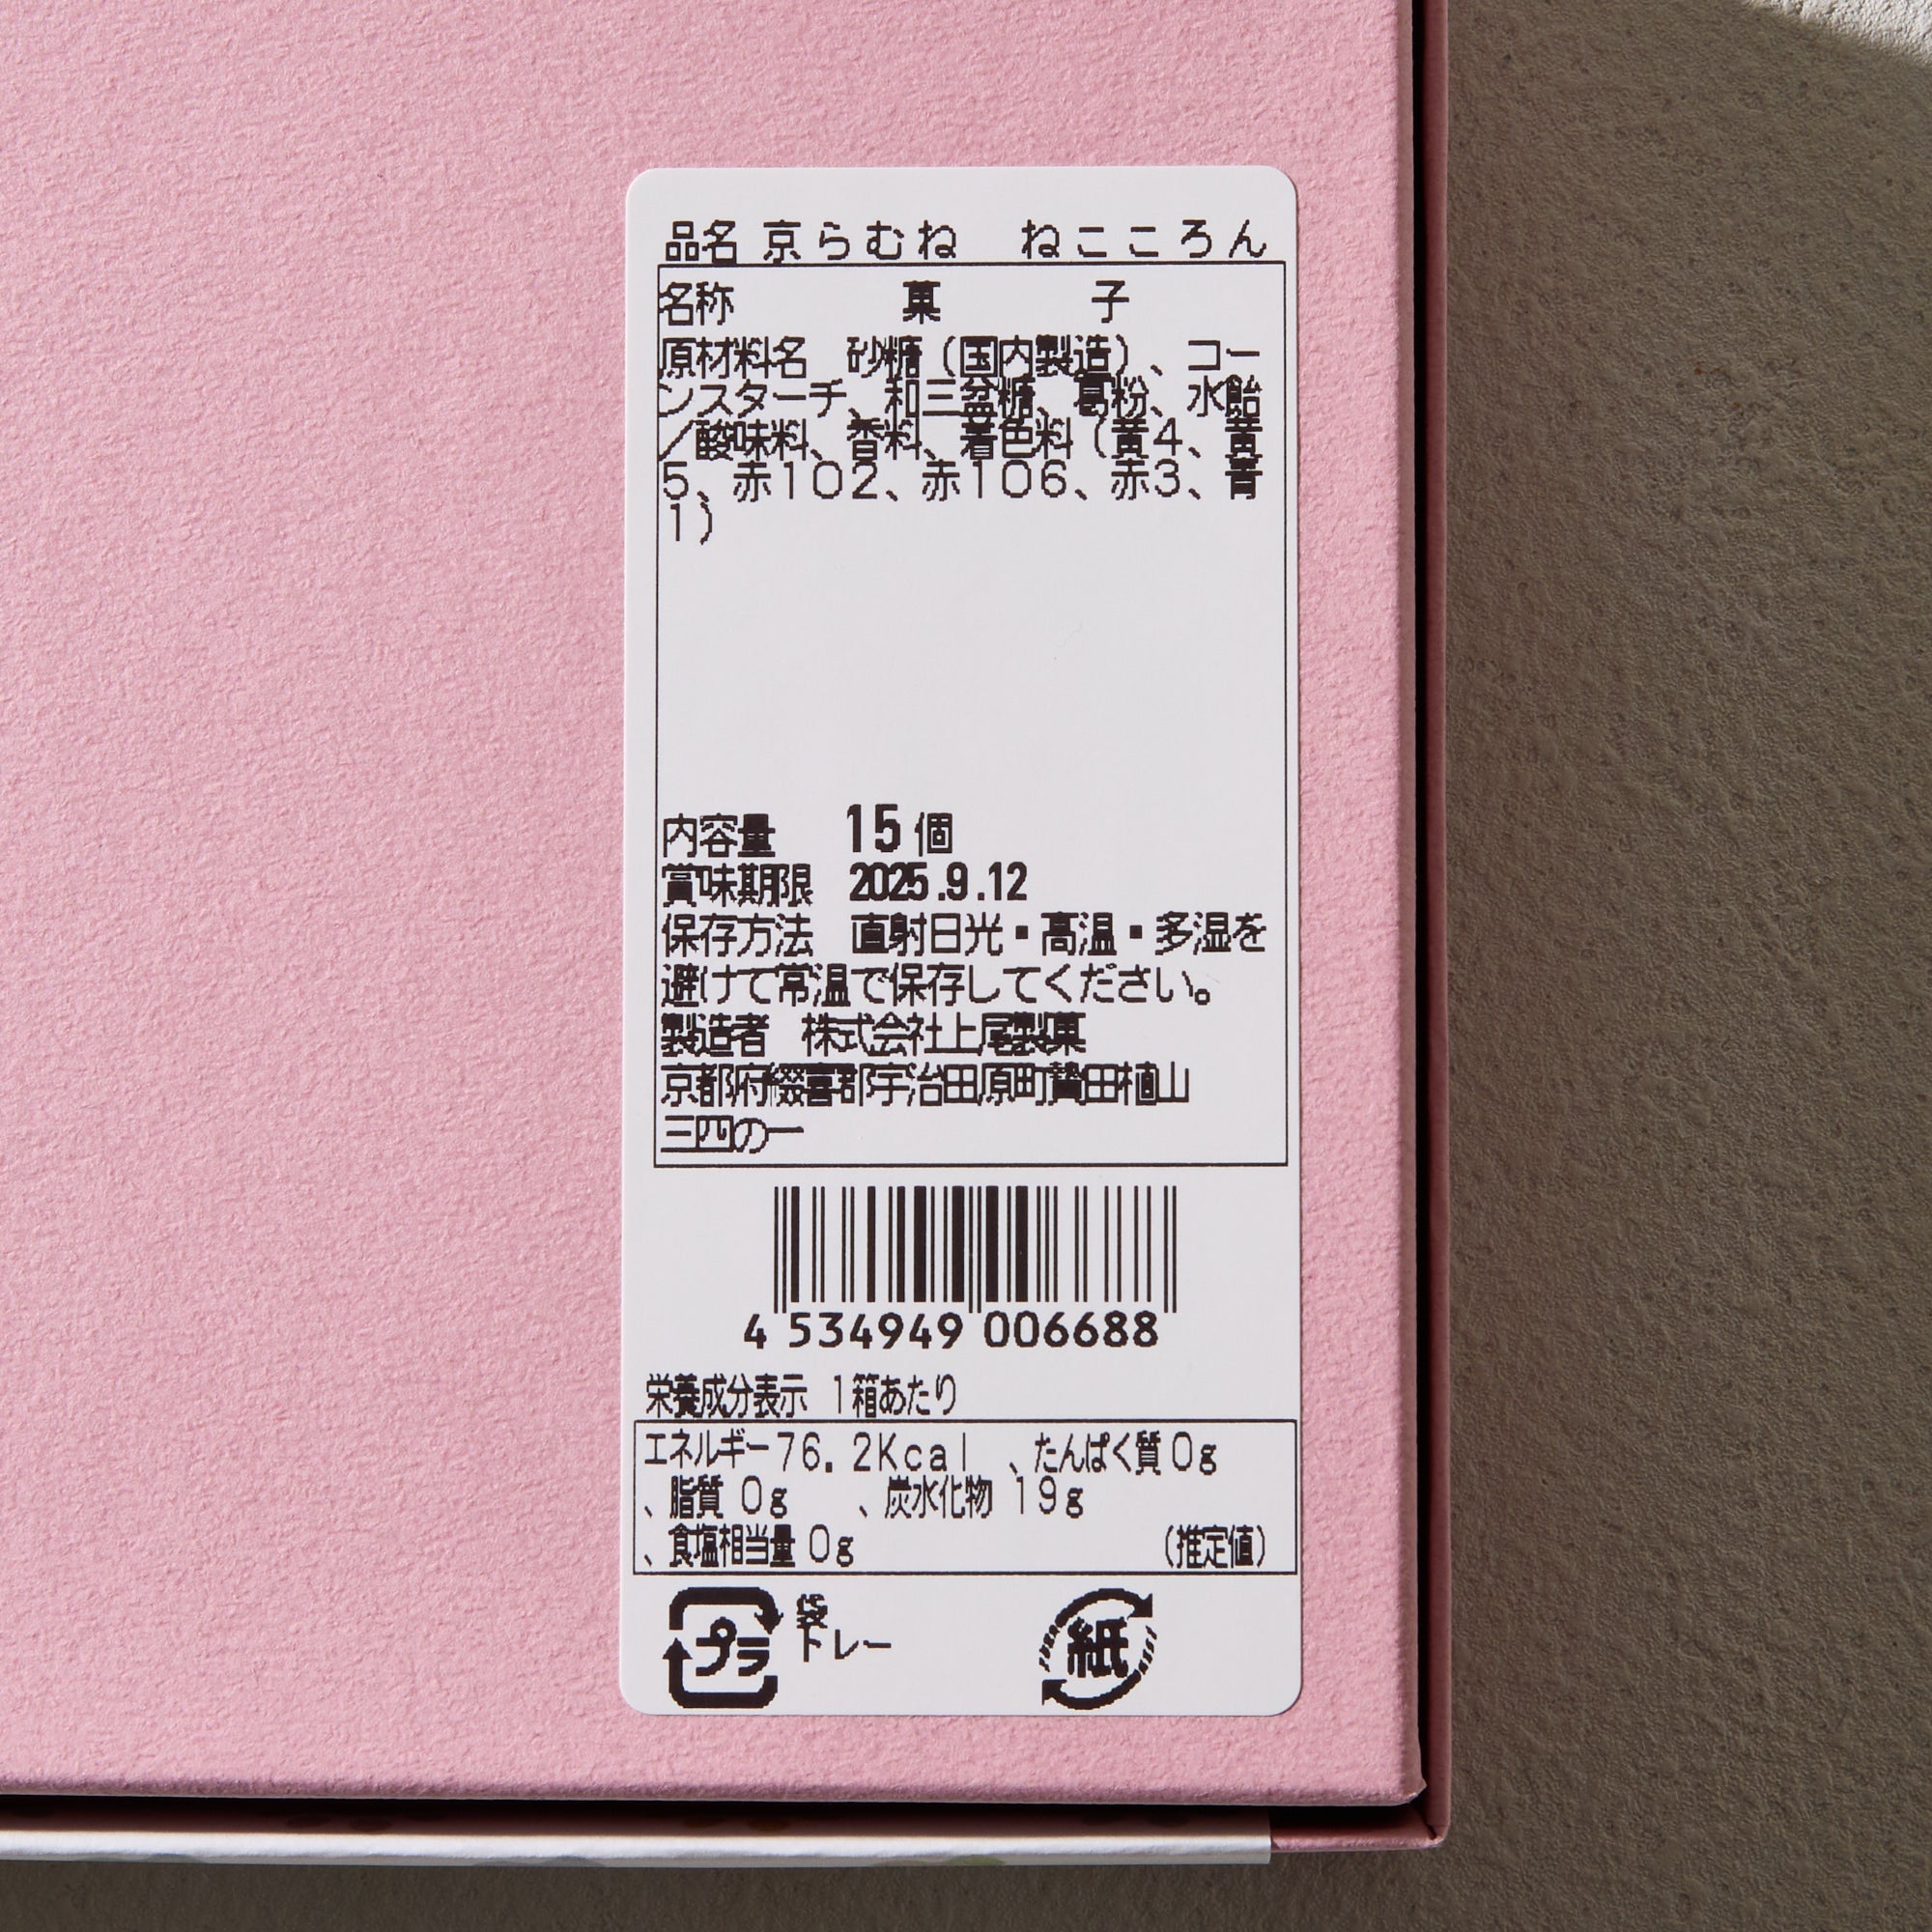 品名 京らむね　ねこころん
名称　菓　子
原材料名　砂糖（国内製造）、コー
ンスターチ、和三盆糖、葛粉、水飴
／酸味料、香料、着色料（黄4、黄
5、赤102、赤106、赤3、青
1）
内容量　15個
賞味期限　2025.9.12
保存方法　直射日光・高温・多湿を
避けて常温で保存してください。
製造者　株式会社上尾製菓
京都府綴喜郡宇治田原町贄田植山
三四の一
4 534949 006688
栄養成分表示　1箱あたり
エネルギー76.2Kcal　、たんぱく質0g
、脂質 0g　、炭水化物 19g
、食塩相当量 0g　（推定値）
プラ 袋 紙
トレー